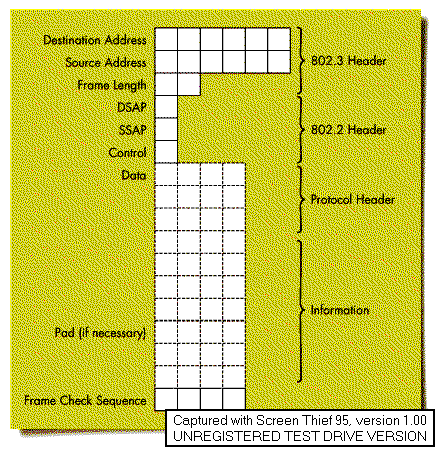 Destination Address
Source Address
802.3 Header
Frame Length
DSAP
SSAP
802.2 Header
Control
Data
Protocol Header
Information
Pad (if necessary)
Frame Check Sequence
Captured with Screen Thief 95, version 1.00
UNREGISTERED TEST DRIVE VERSION